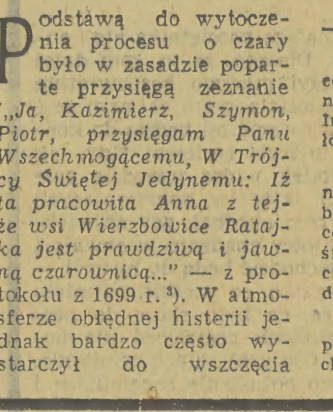 Podstawą do wytocze-
nia procesu o czary
było w zasadzie popar-
te przysięgą zeznanie
(„Ja, Kazimierz, Szymon,
Piotr, przysięgam Panu
Wszechmogącemu, W Trój-
cy Świętej Jedynemu: Iż
ta pracowita Anna z tej-
że wsi Wierzbowice Rataj-
ka jest prawdziwą i jaw-
ną czarownicą...” — z pro-
tokołu z 1699 r. ³). W atmo-
sferze obłędnej histerii je-
dnak bardzo często wy-
starczył do wszczęcia